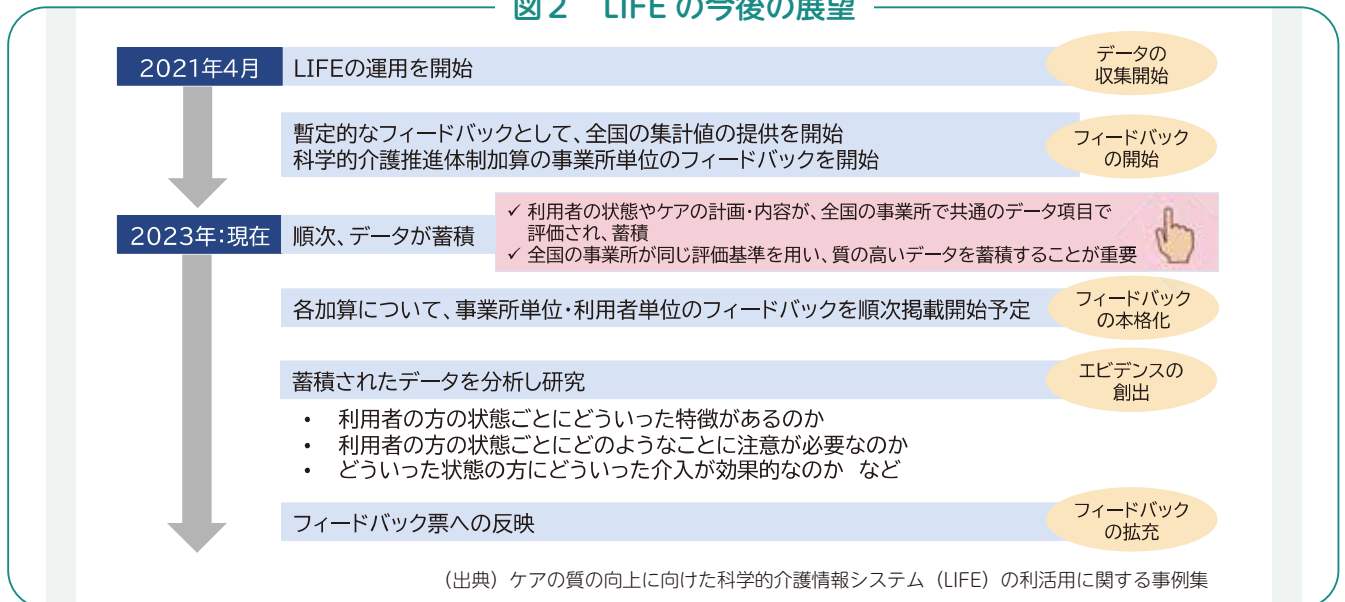 図2 LIFE の今後の展望
2021年4月
LIFEの運用を開始
データの
収集開始
暫定的なフィードバックとして、全国の集計値の提供を開始
科学的介護推進体制加算の事業所単位のフィードバックを開始
フィードバック
の開始
2023年：現在
順次、データが蓄積
✓ 利用者の状態やケアの計画・内容が、全国の事業所で共通のデータ項目で
評価され、蓄積
✓ 全国の事業所が同じ評価基準を用い、質の高いデータを蓄積することが重要
各加算について、事業所単位・利用者単位のフィードバックを順次掲載開始予定
フィードバック
の本格化
蓄積されたデータを分析し研究
エビデンスの
創出
• 利用者の方の状態ごとにどういった特徴があるのか
• 利用者の方の状態ごとにどのようなことに注意が必要なのか
• どういった状態の方にどういった介入が効果的なのか など
フィードバック票への反映
フィードバック
の拡充
（出典）ケアの質の向上に向けた科学的介護情報システム（LIFE）の利活用に関する事例集